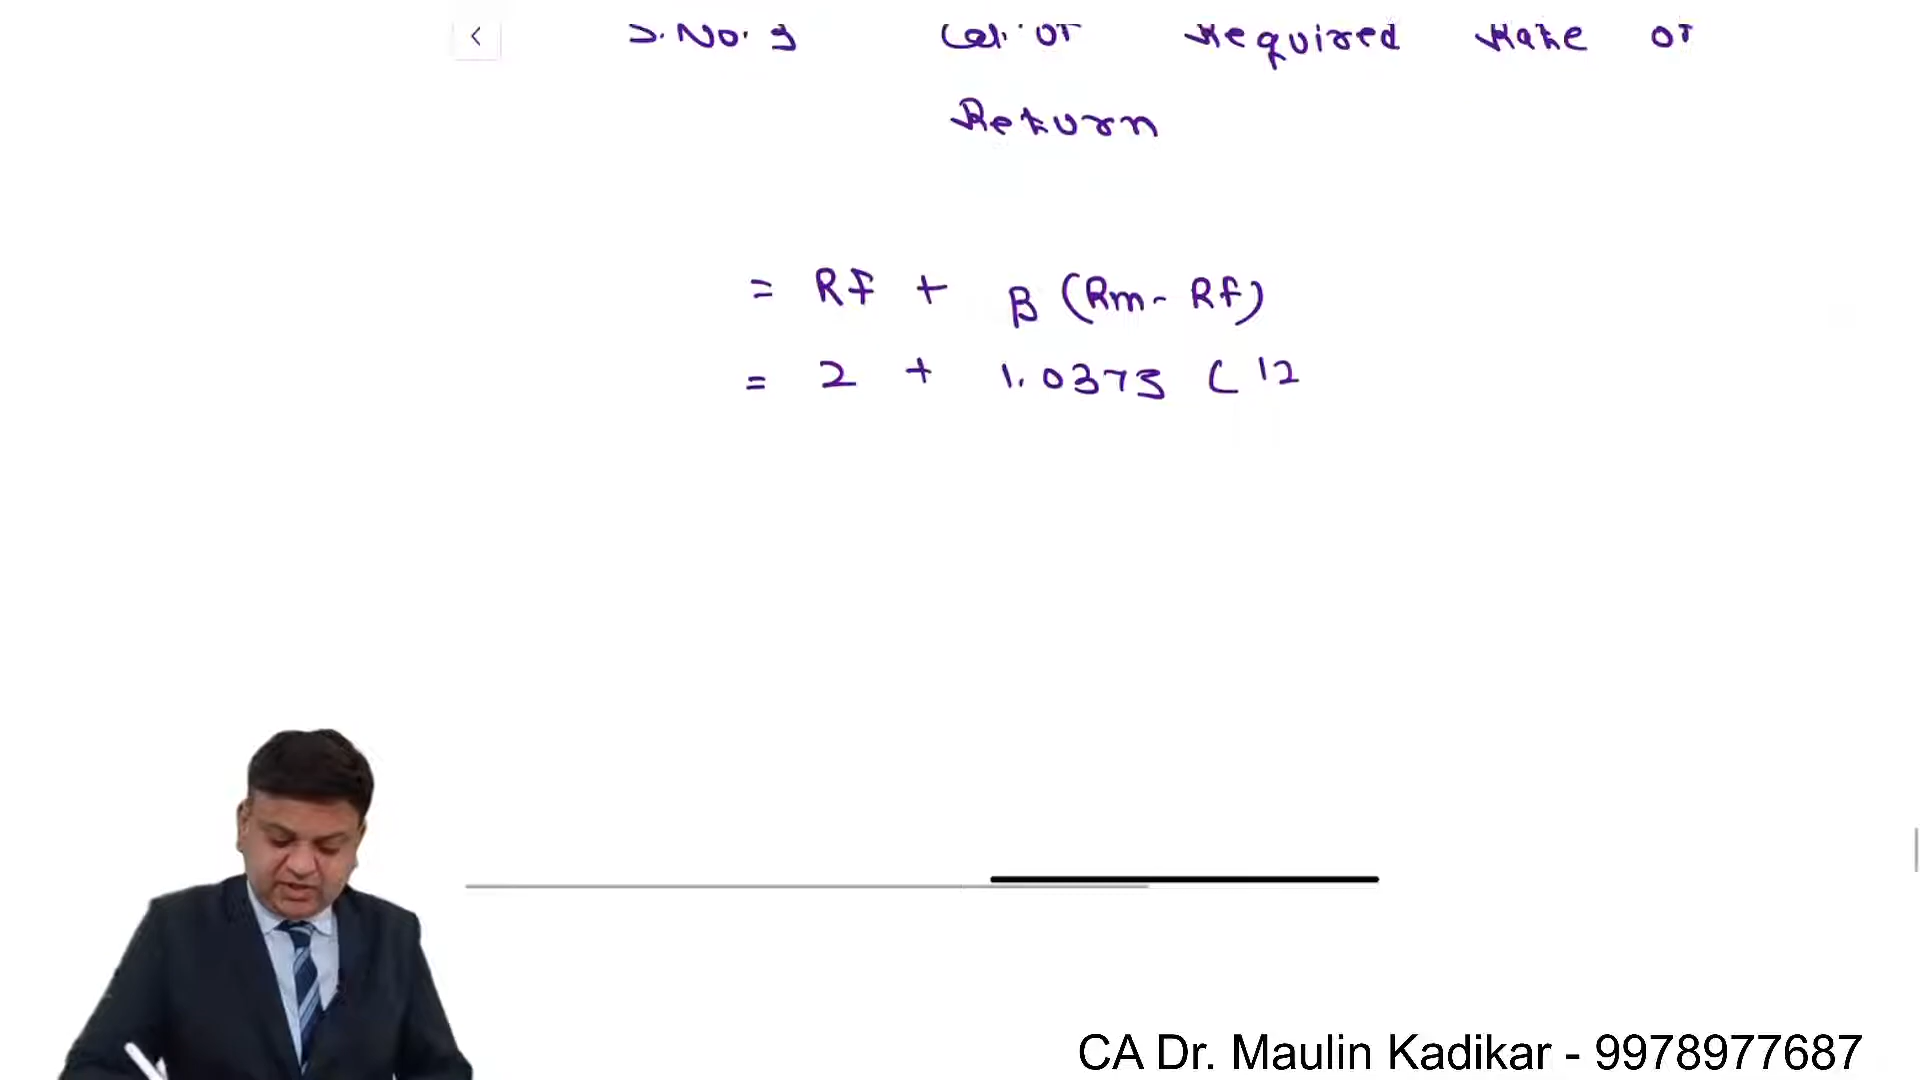 S.No. 3 Cal. of Required Rate of
Return
= RF + β (Rm - Rf)
= 2 + 1.0373 ( 12
CA Dr. Maulin Kadikar - 9978977687